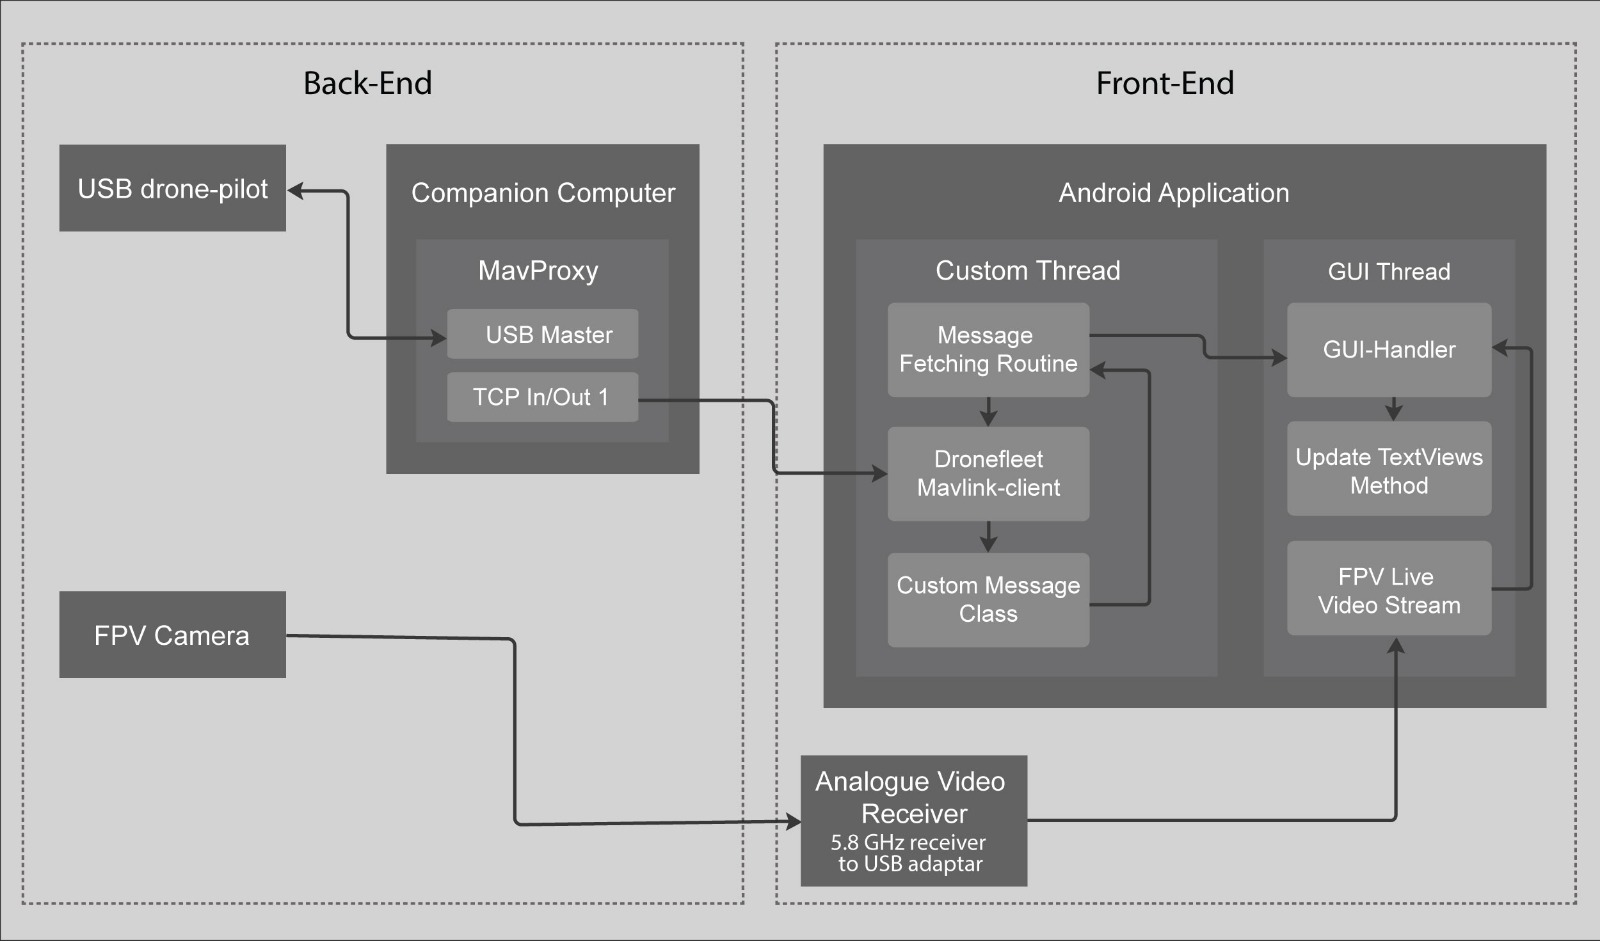 Back-End
USB drone-pilot
Companion Computer
MavProxy
USB Master
TCP In/Out 1
FPV Camera
Front-End
Android Application
Custom Thread
Message
Fetching Routine
Dronefleet
Mavlink-client
Custom Message
Class
GUI Thread
GUI-Handler
Update TextViews
Method
FPV Live
Video Stream
Analogue Video
Receiver
5.8 GHz receiver
to USB adaptar